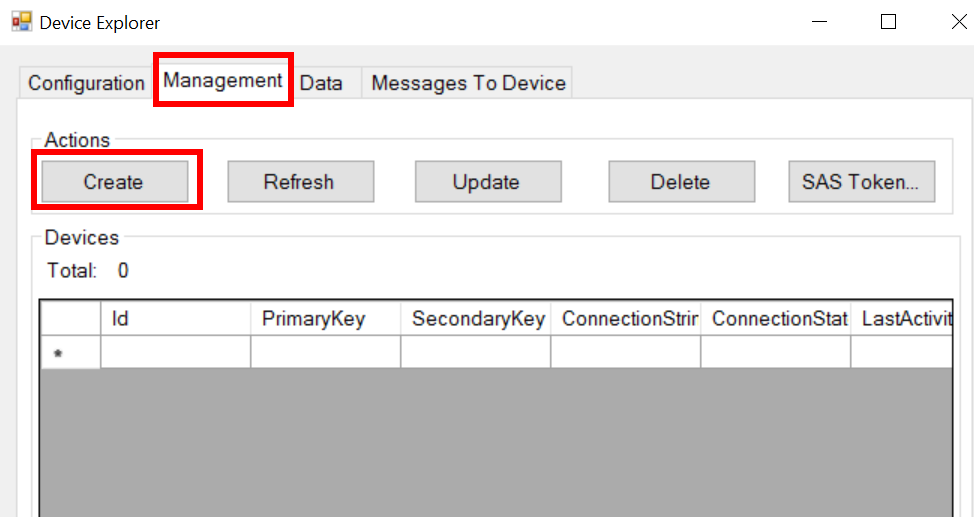 Device Explorer
Configuration Management Data Messages To Device
Actions
Create Refresh Update Delete SAS Token...
Devices
Total: 0
Id PrimaryKey SecondaryKey ConnectionStrin ConnectionStat LastActivit
*